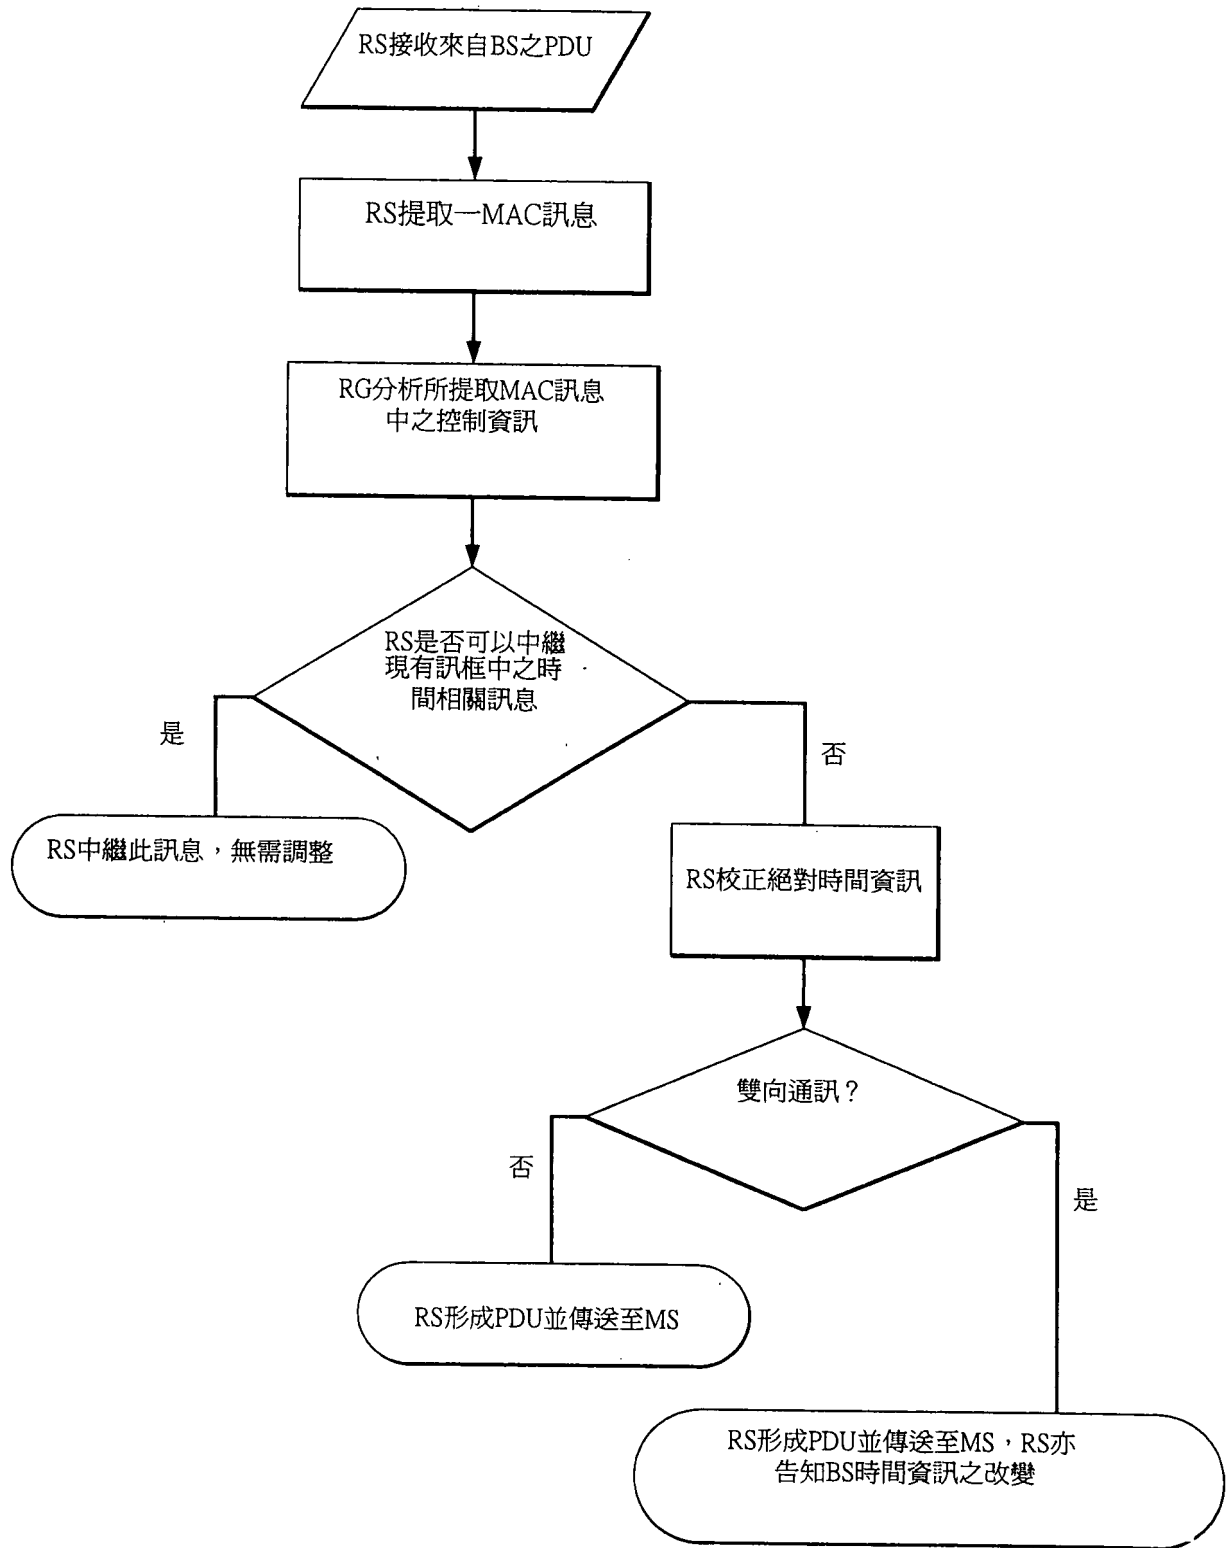 RS接收來自BS之PDU
RS提取一MAC訊息
RG分析所提取MAC訊息
中之控制資訊
RS是否可以中繼
現有訊框中之時
間相關訊息
是
否
RS中繼此訊息，無需調整
RS校正絕對時間資訊
雙向通訊？
否
是
RS形成PDU並傳送至MS
RS形成PDU並傳送至MS，RS亦
告知BS時間資訊之改變